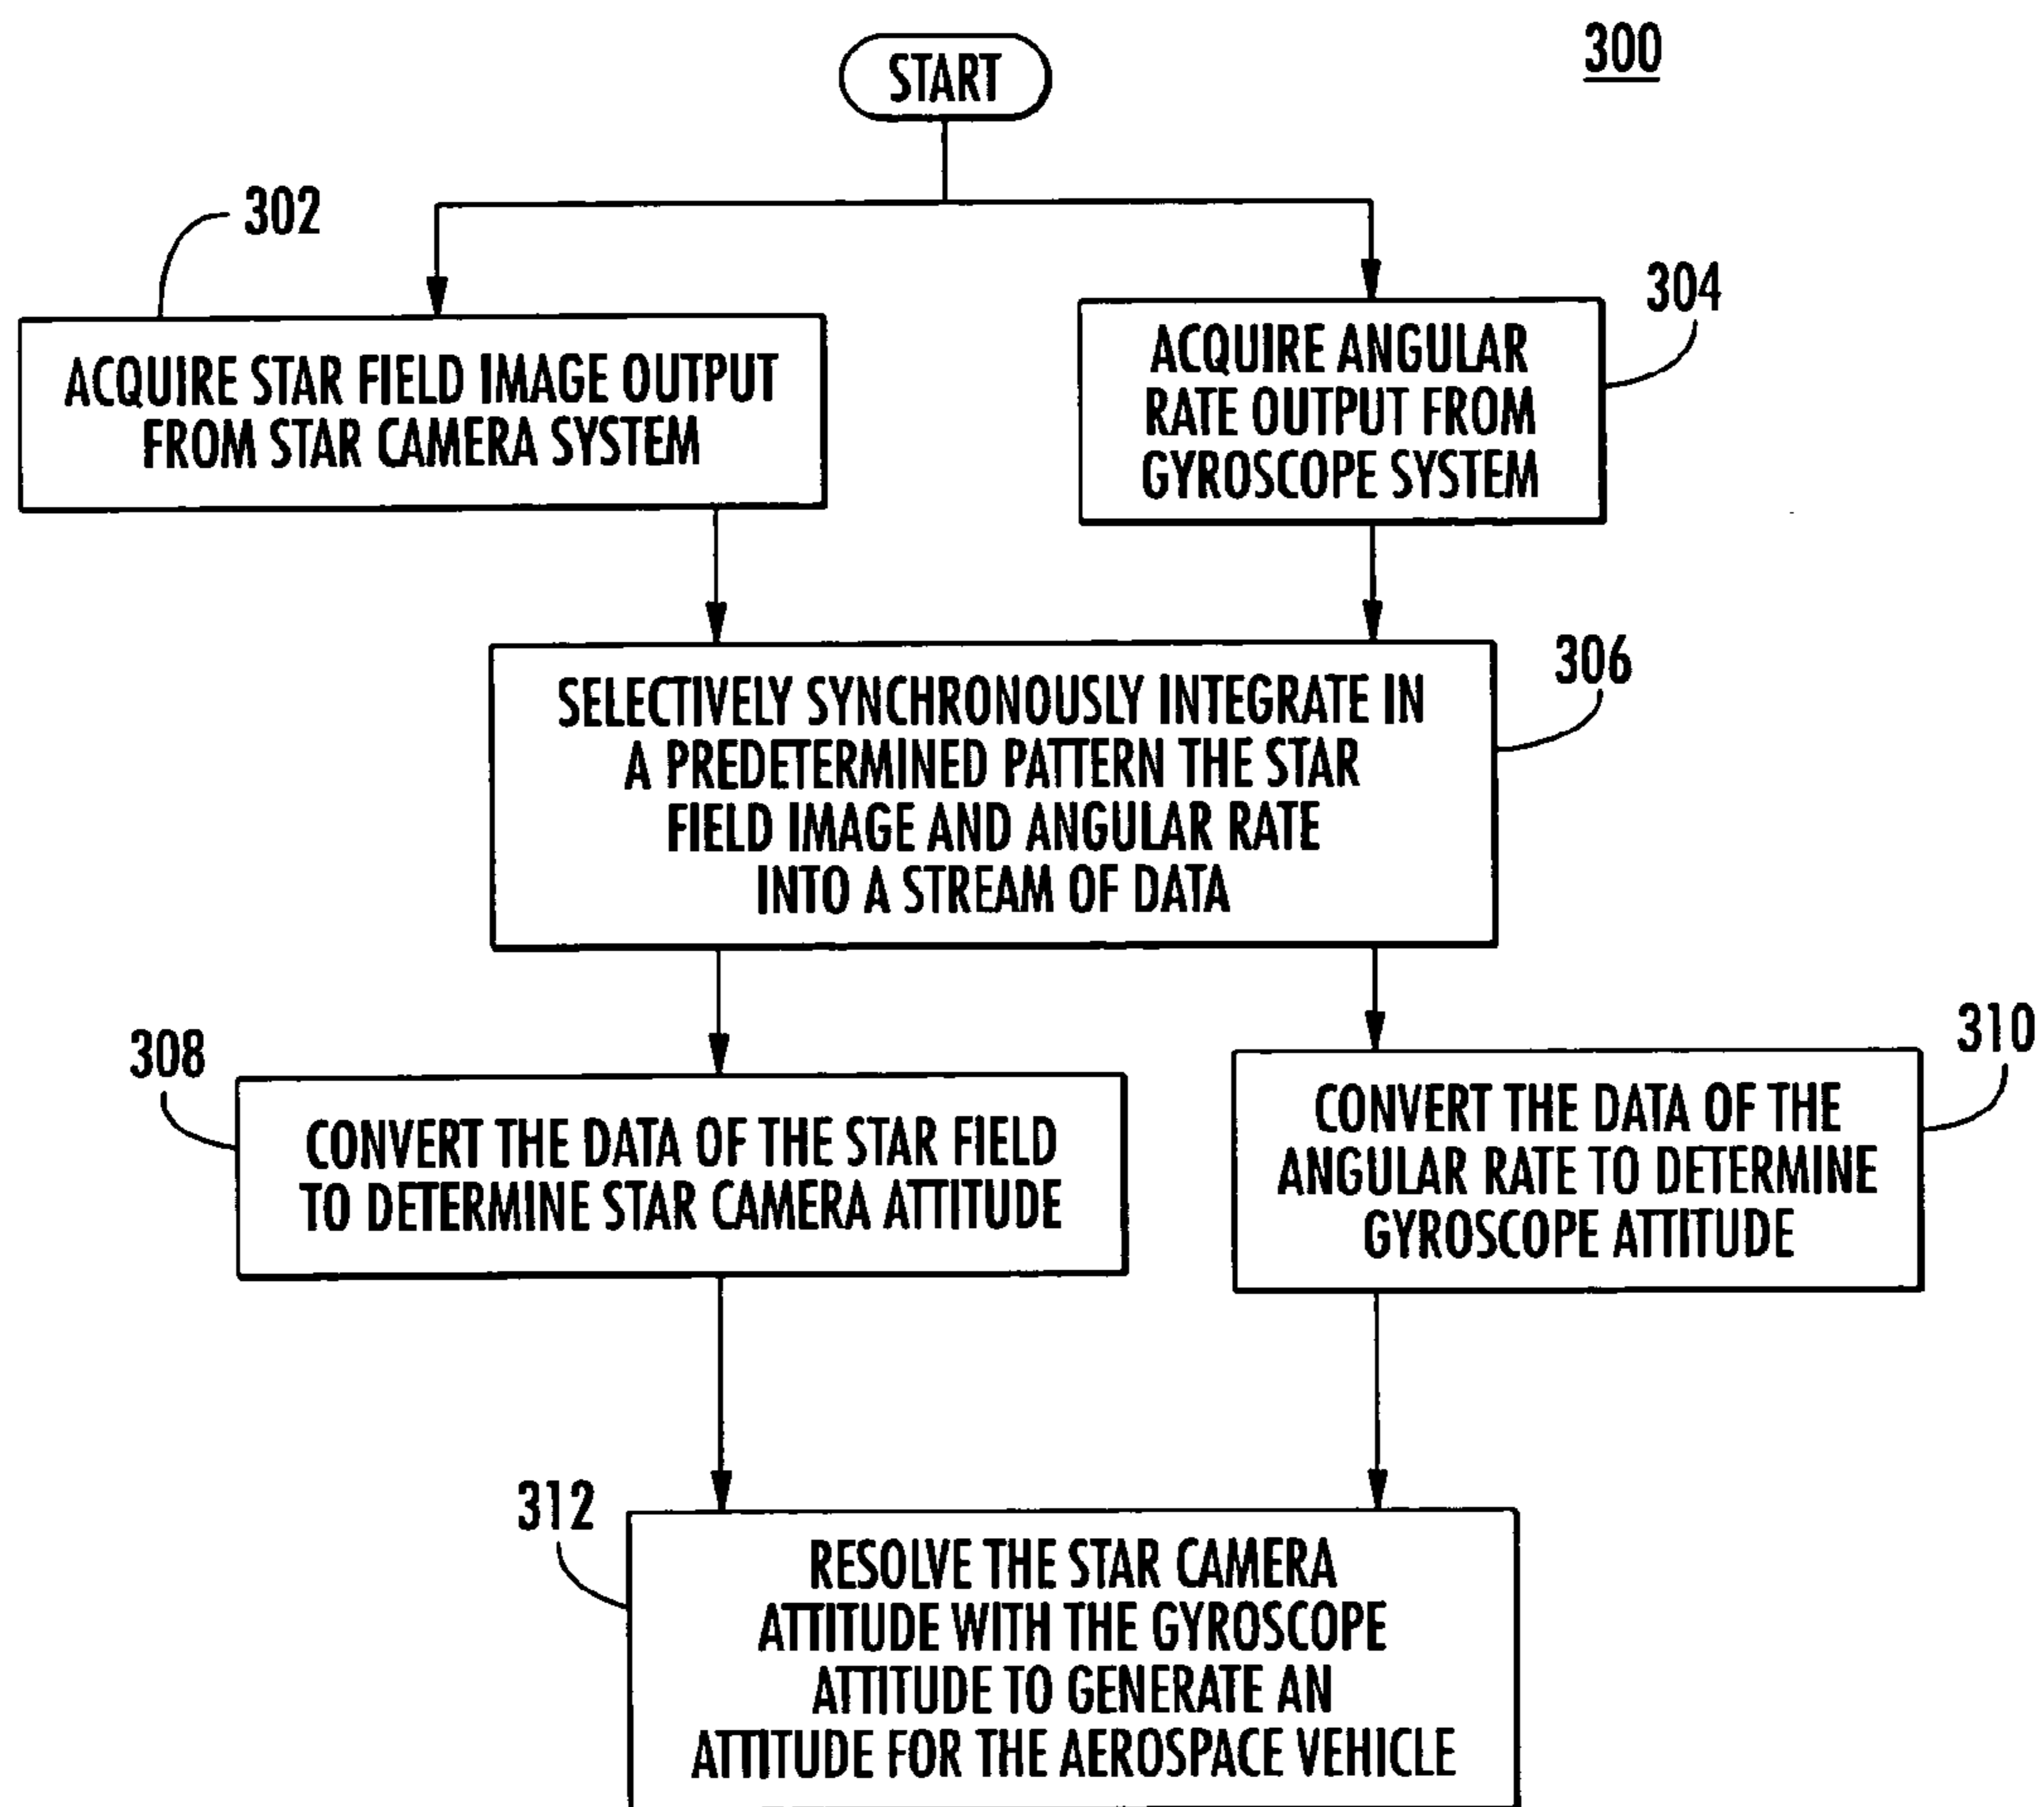 300
START
302
ACQUIRE STAR FIELD IMAGE OUTPUT
FROM STAR CAMERA SYSTEM
304
ACQUIRE ANGULAR
RATE OUTPUT FROM
GYROSCOPE SYSTEM
306
SELECTIVELY SYNCHRONOUSLY INTEGRATE IN
A PREDETERMINED PATTERN THE STAR
FIELD IMAGE AND ANGULAR RATE
INTO A STREAM OF DATA
308
CONVERT THE DATA OF THE STAR FIELD
TO DETERMINE STAR CAMERA ATTITUDE
310
CONVERT THE DATA OF THE
ANGULAR RATE TO DETERMINE
GYROSCOPE ATTITUDE
312
RESOLVE THE STAR CAMERA
ATTITUDE WITH THE GYROSCOPE
ATTITUDE TO GENERATE AN
ATTITUDE FOR THE AEROSPACE VEHICLE